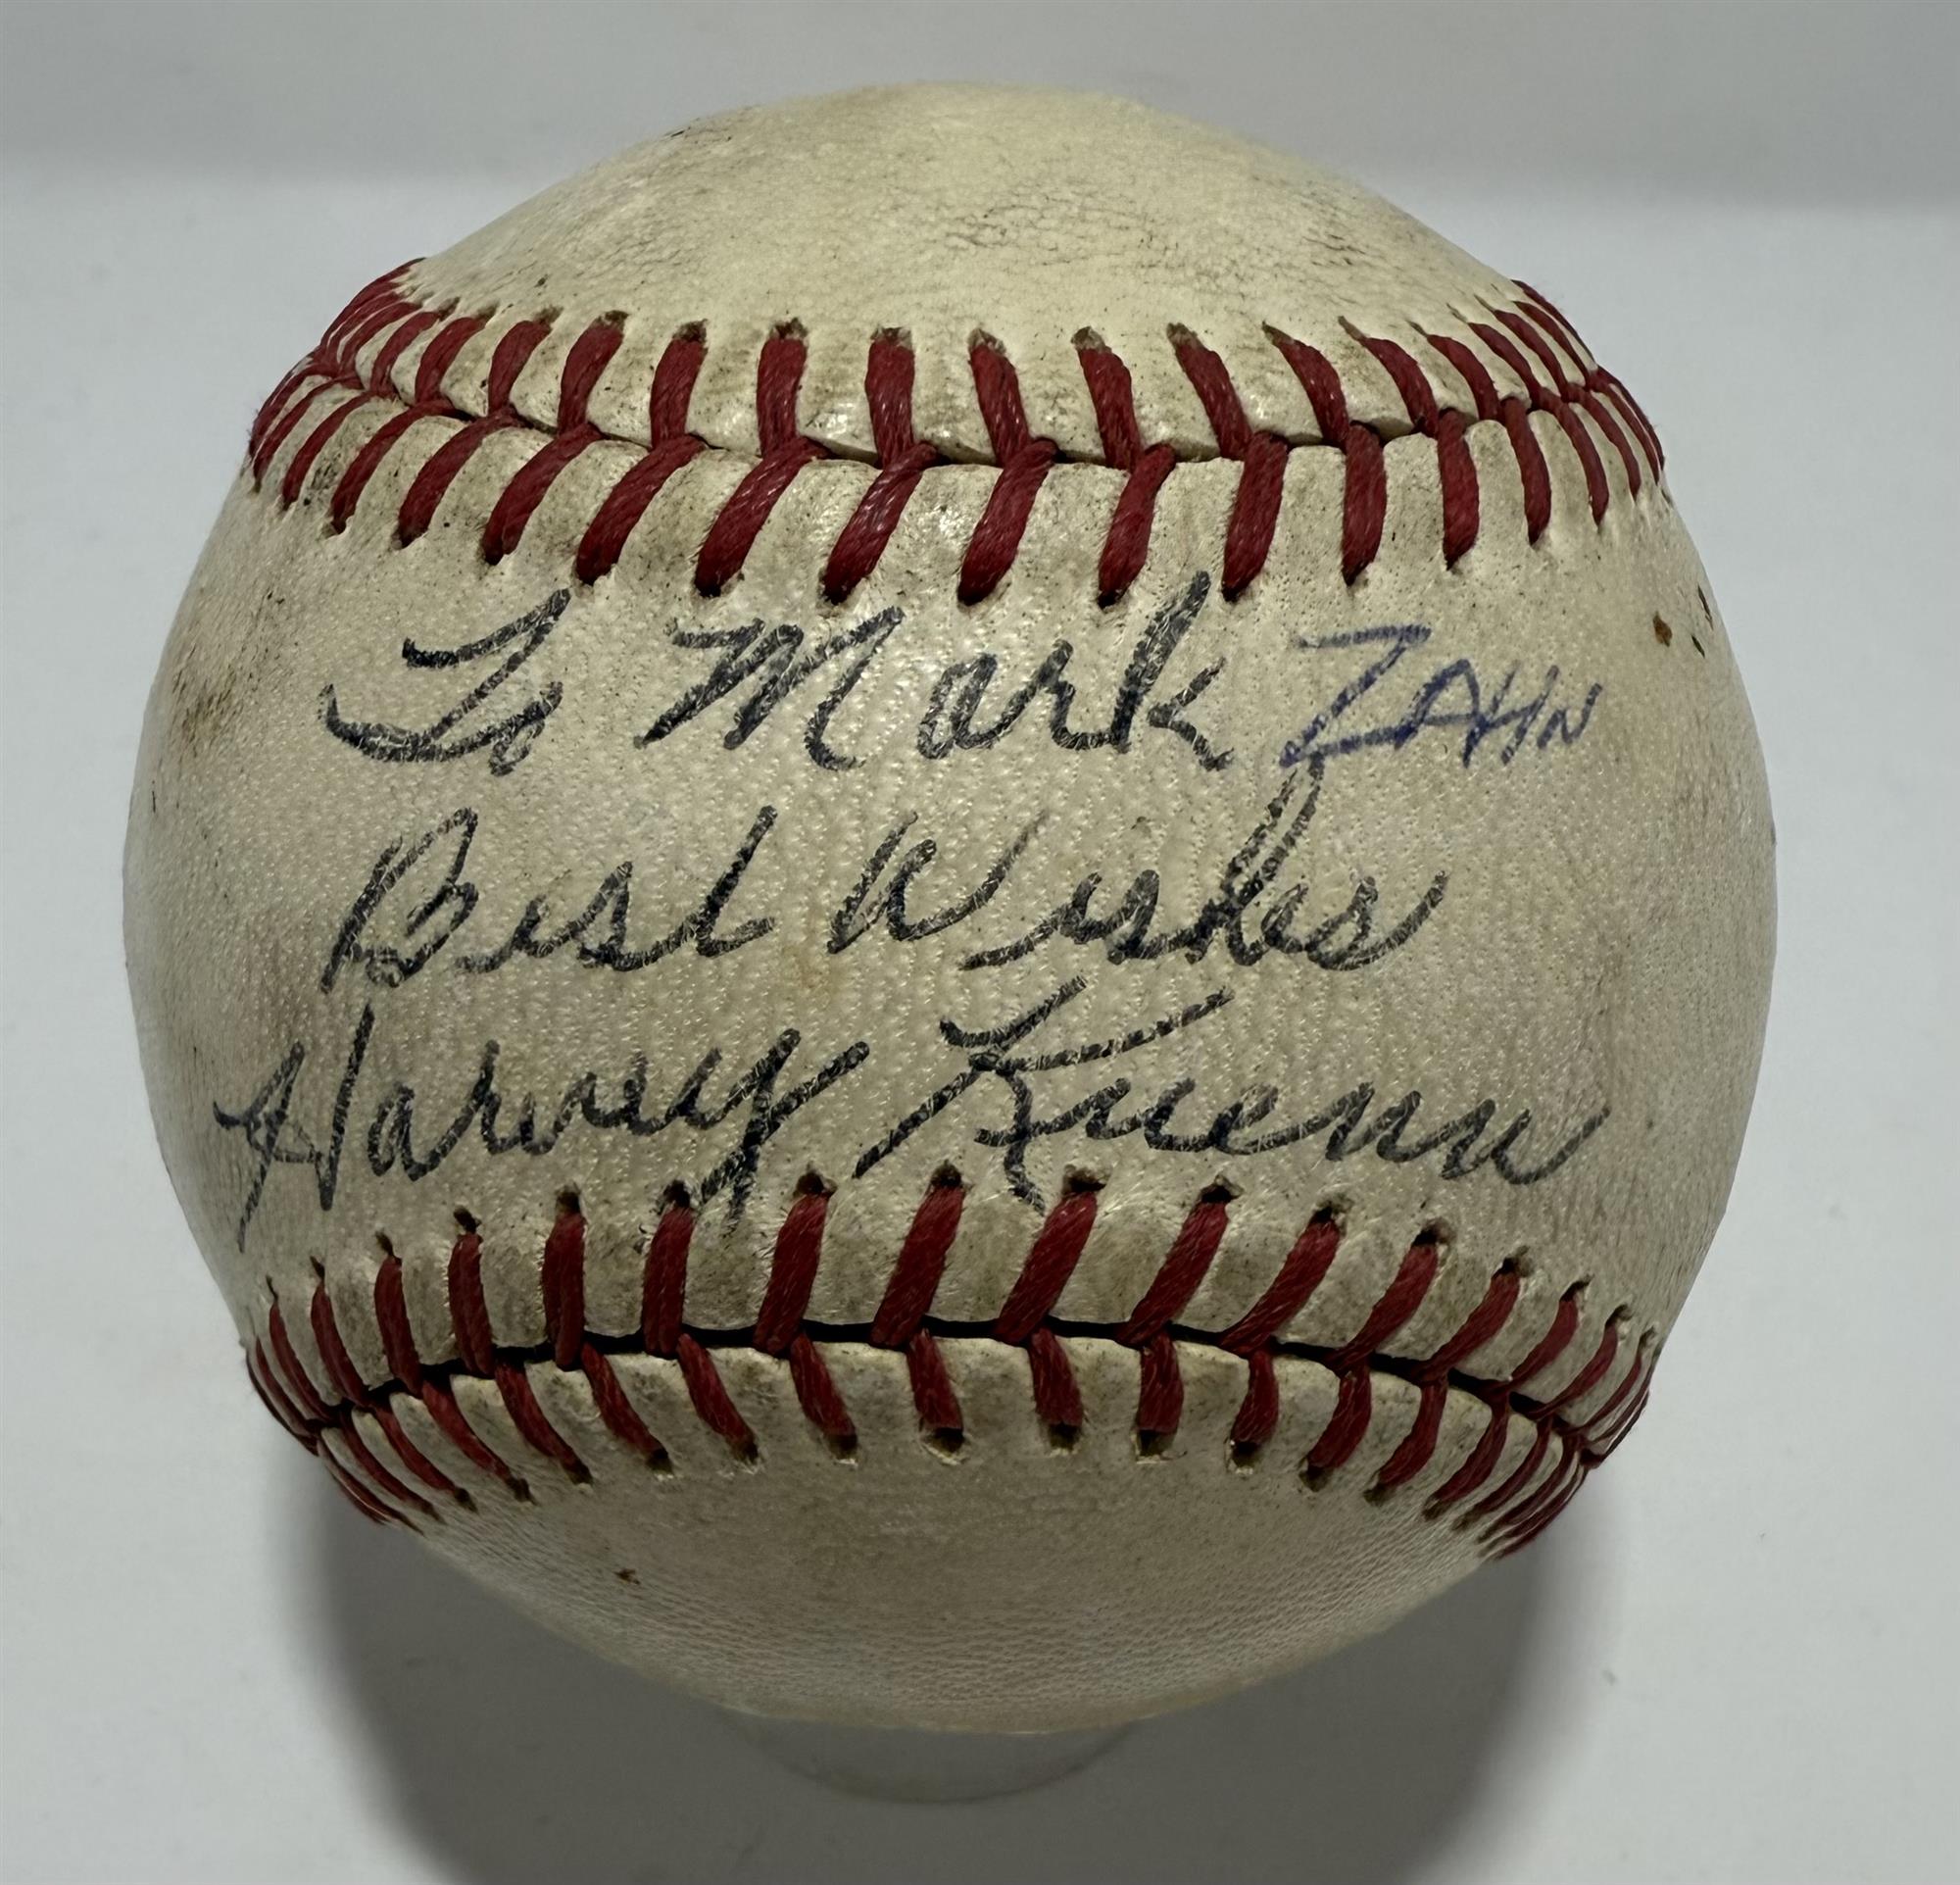 To Mark ZAHN
Best Wishes
Harvey Kuenn